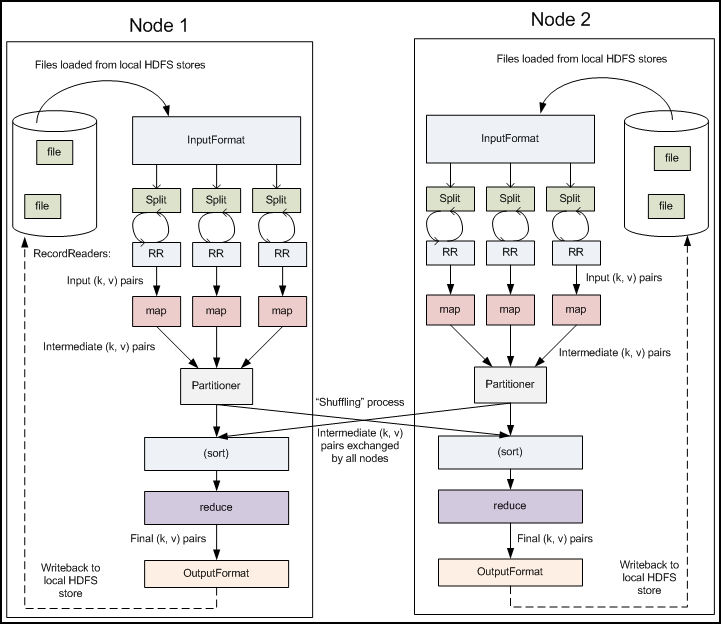 Node 1
Files loaded from local HDFS stores
file
file
InputFormat
Split
Split
Split
RecordReaders:
RR
RR
RR
Input (k, v) pairs
map
map
map
Intermediate (k, v) pairs
Partitioner
"Shuffling" process
Intermediate (k, v)
pairs exchanged
by all nodes
(sort)
reduce
Final (k, v) pairs
OutputFormat
Writeback to
local HDFS
store
Node 2
Files loaded from local HDFS stores
InputFormat
file
file
Split
Split
Split
RR
RR
RR
Input (k, v) pairs
map
map
map
Intermediate (k, v) pairs
Partitioner
(sort)
reduce
Final (k, v) pairs
OutputFormat
Writeback to
local HDFS
store